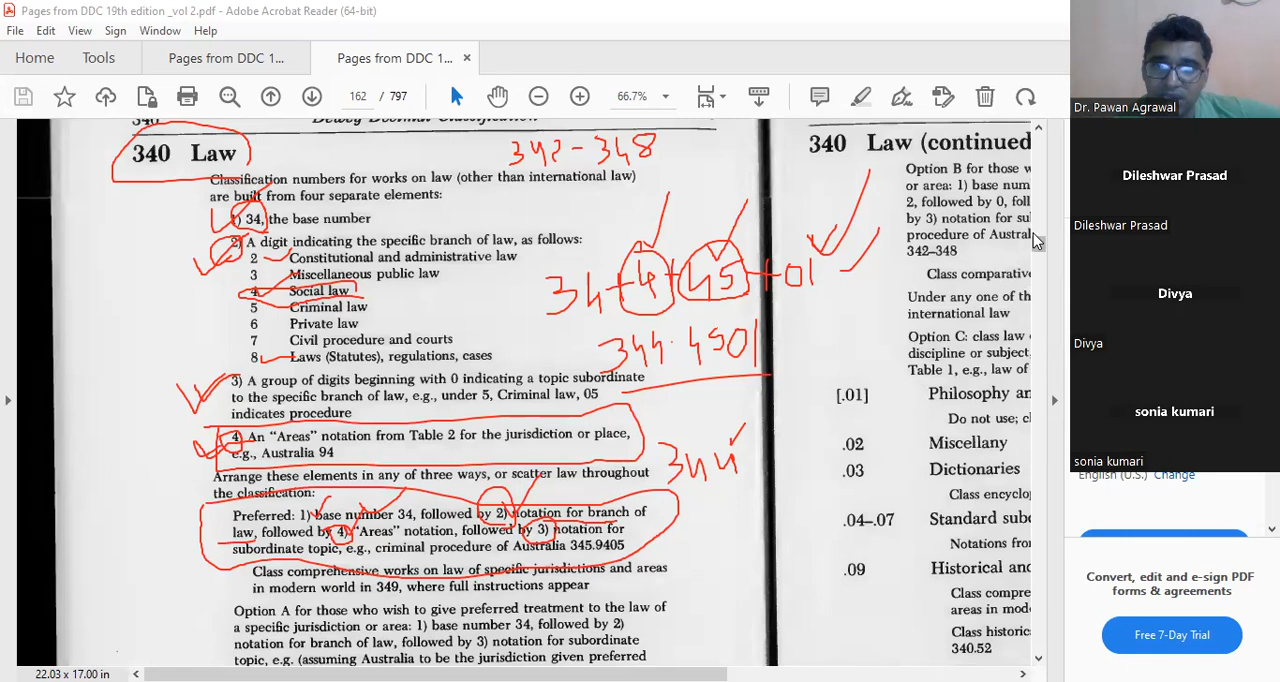 Pages from DDC 19th edition _vol 2.pdf - Adobe Acrobat Reader (64-bit)
File Edit View Sign Window Help
Home Tools Pages from DDC 1... Pages from DDC 1... ×
162 / 797 66.7%
340 Dewey Decimal Classification
340 Law
342 - 348
Classification numbers for works on law (other than international law)
are built from four separate elements:
1) 34, the base number
2) A digit indicating the specific branch of law, as follows:
2 Constitutional and administrative law
3 Miscellaneous public law
4 Social law
5 Criminal law
6 Private law
7 Civil procedure and courts
8 Laws (Statutes), regulations, cases
34+4+45+01
344.4501
3) A group of digits beginning with 0 indicating a topic subordinate
to the specific branch of law, e.g., under 5, Criminal law, 05
indicates procedure
4) An “Areas” notation from Table 2 for the jurisdiction or place,
e.g., Australia 94
344
Arrange these elements in any of three ways, or scatter law throughout
the classification:
Preferred: 1) base number 34, followed by 2) notation for branch of
law, followed by 4) “Areas” notation, followed by 3) notation for
subordinate topic, e.g., criminal procedure of Australia 345.9405
Class comprehensive works on law of specific jurisdictions and areas
in modern world in 349, where full instructions appear
Option A for those who wish to give preferred treatment to the law of
a specific jurisdiction or area: 1) base number 34, followed by 2)
notation for branch of law, followed by 3) notation for subordinate
topic, e.g. (assuming Australia to be the jurisdiction given preferred
340 Law (continued
Option B for those w
or area: 1) base num
2, followed by 0, foll
by 3) notation for su
procedure of Austral
342–348
Class comparative
Under any one of th
international law
Option C: class law
discipline or subject,
Table 1, e.g., law of
[.01] Philosophy an
Do not use; cl
.02 Miscellany
.03 Dictionaries
Class encyclo
.04–.07 Standard sub
Notations from
.09 Historical and
Class compre
areas in mode
Class historic
340.52
22.03 x 17.00 in
Dr. Pawan Agrawal
Dileshwar Prasad
Dileshwar Prasad
Divya
Divya
sonia kumari
sonia kumari
English (U.S.) Change
Convert, edit and e-sign PDF
forms & agreements
Free 7-Day Trial